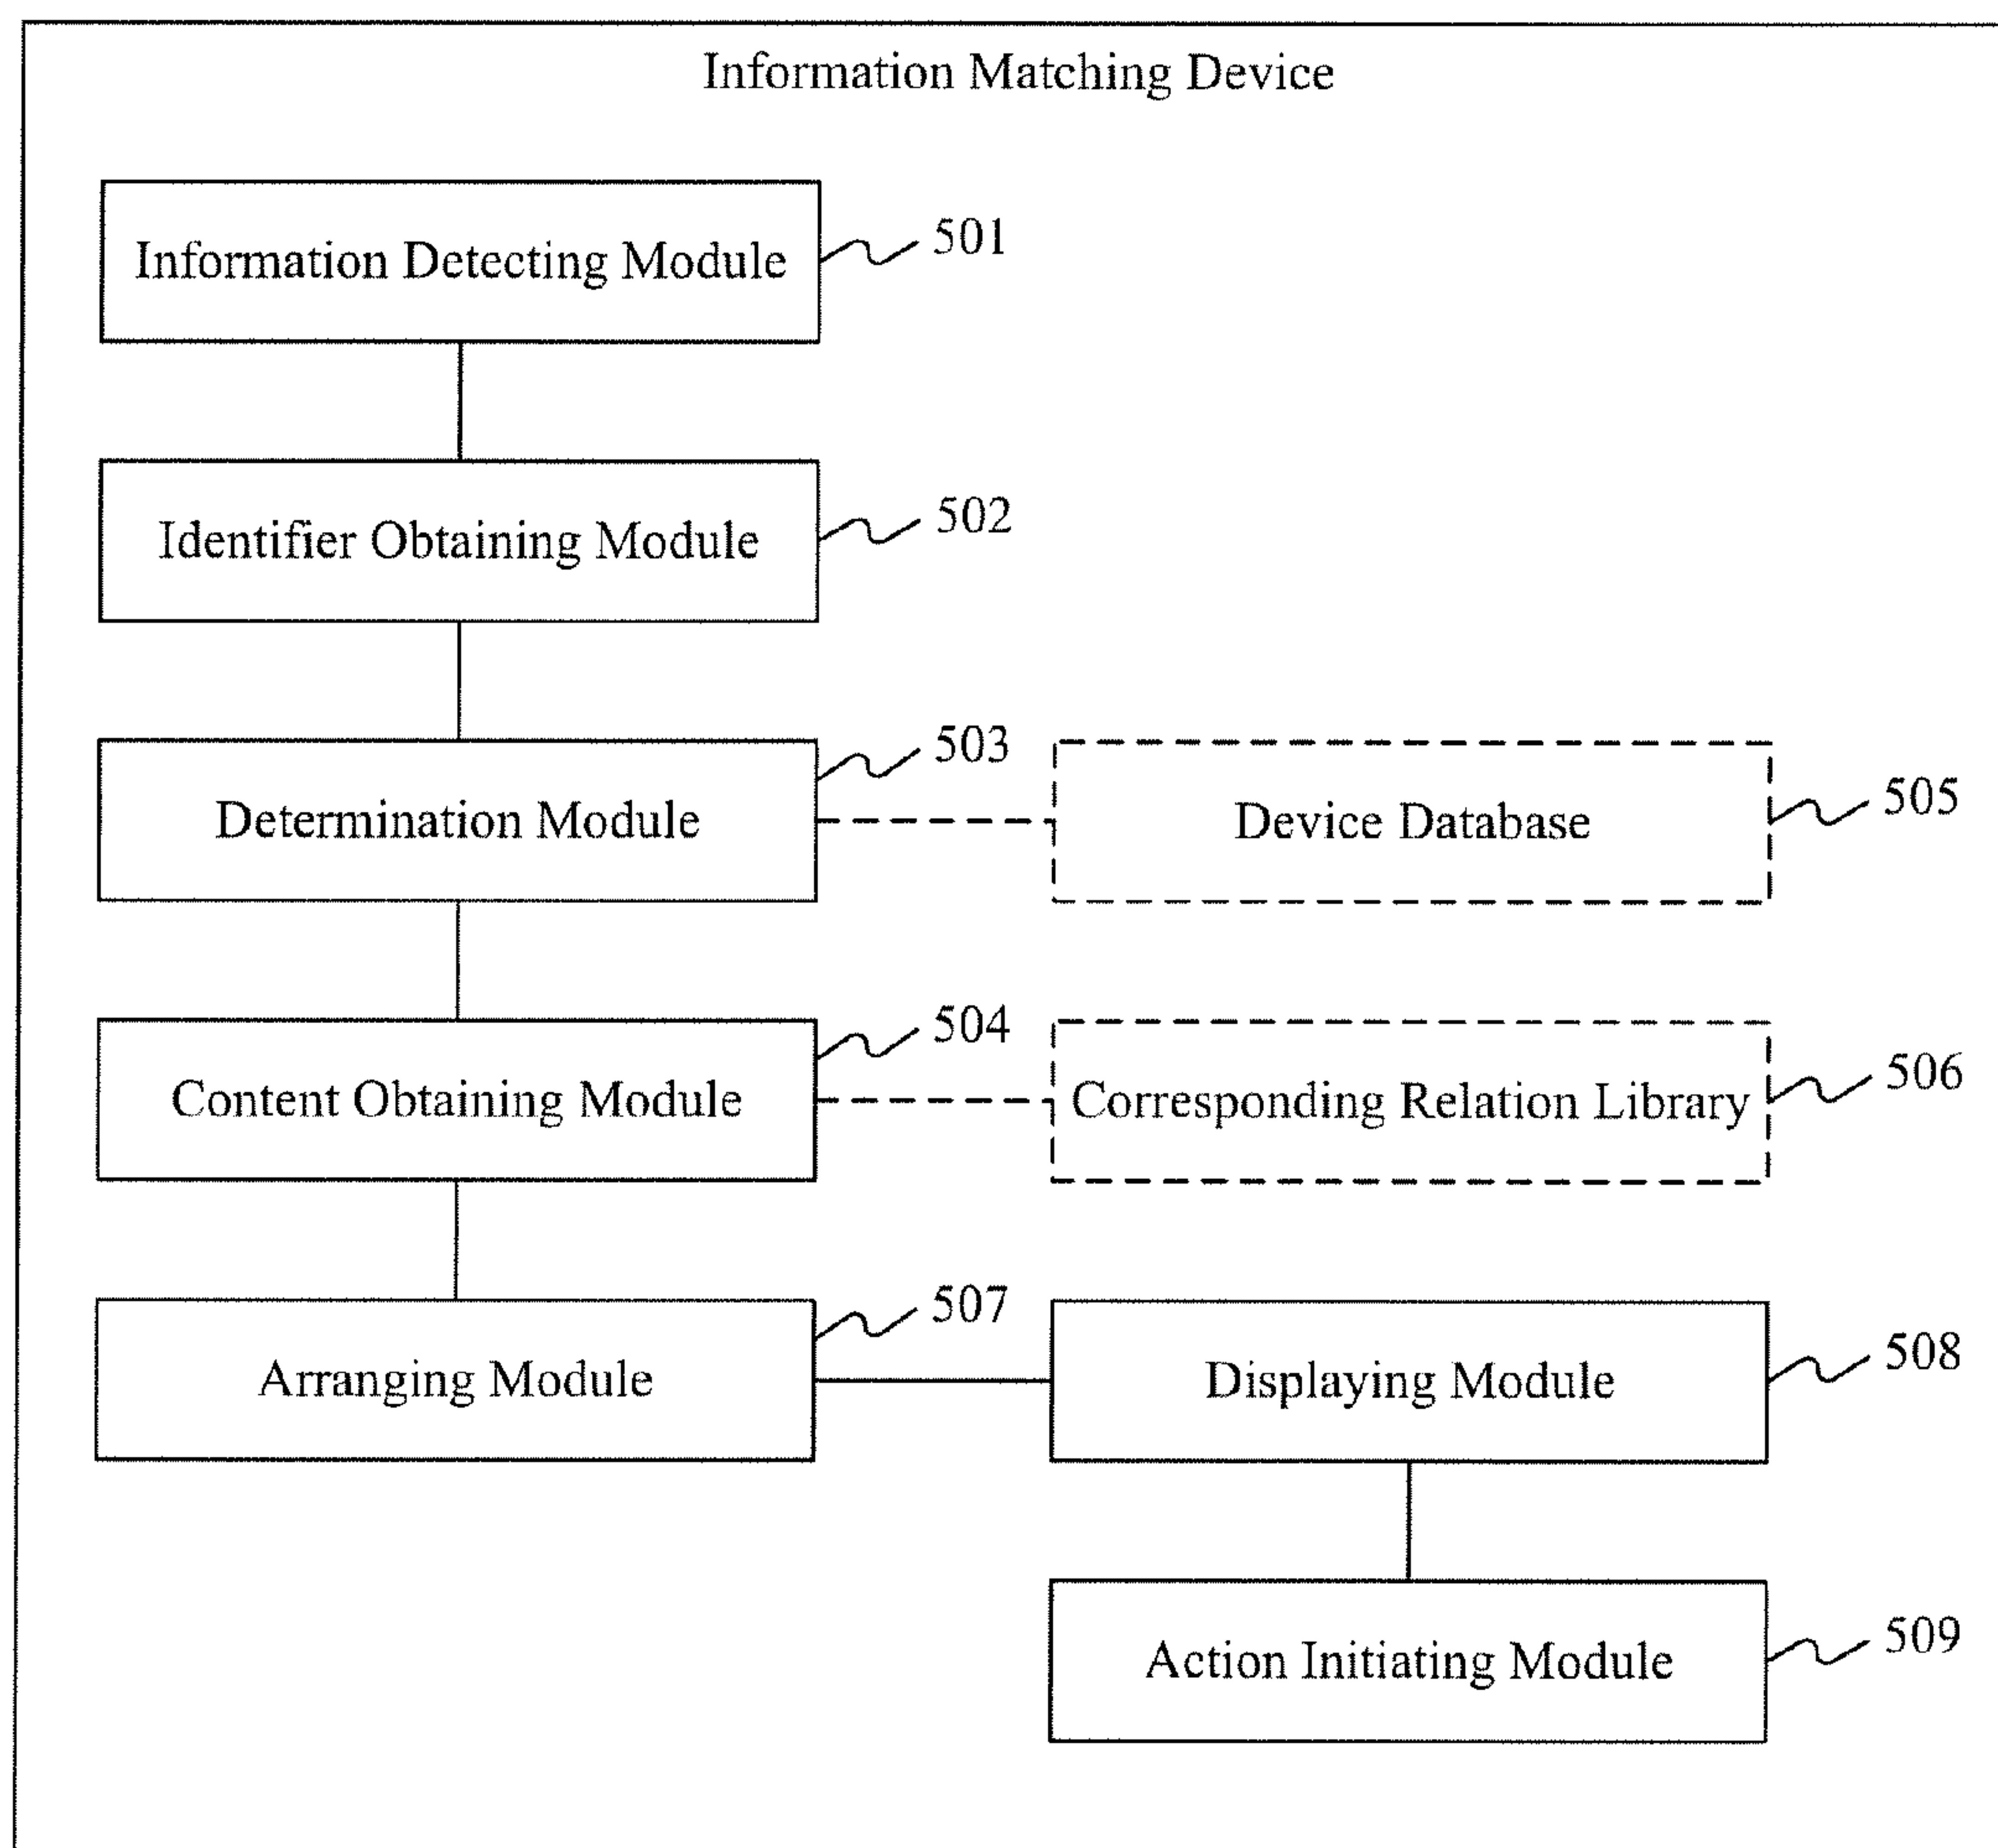 Information Matching Device
Information Detecting Module
501
Identifier Obtaining Module
502
Determination Module
503
Device Database
505
Content Obtaining Module
504
Corresponding Relation Library
506
Arranging Module
507
Displaying Module
508
Action Initiating Module
509